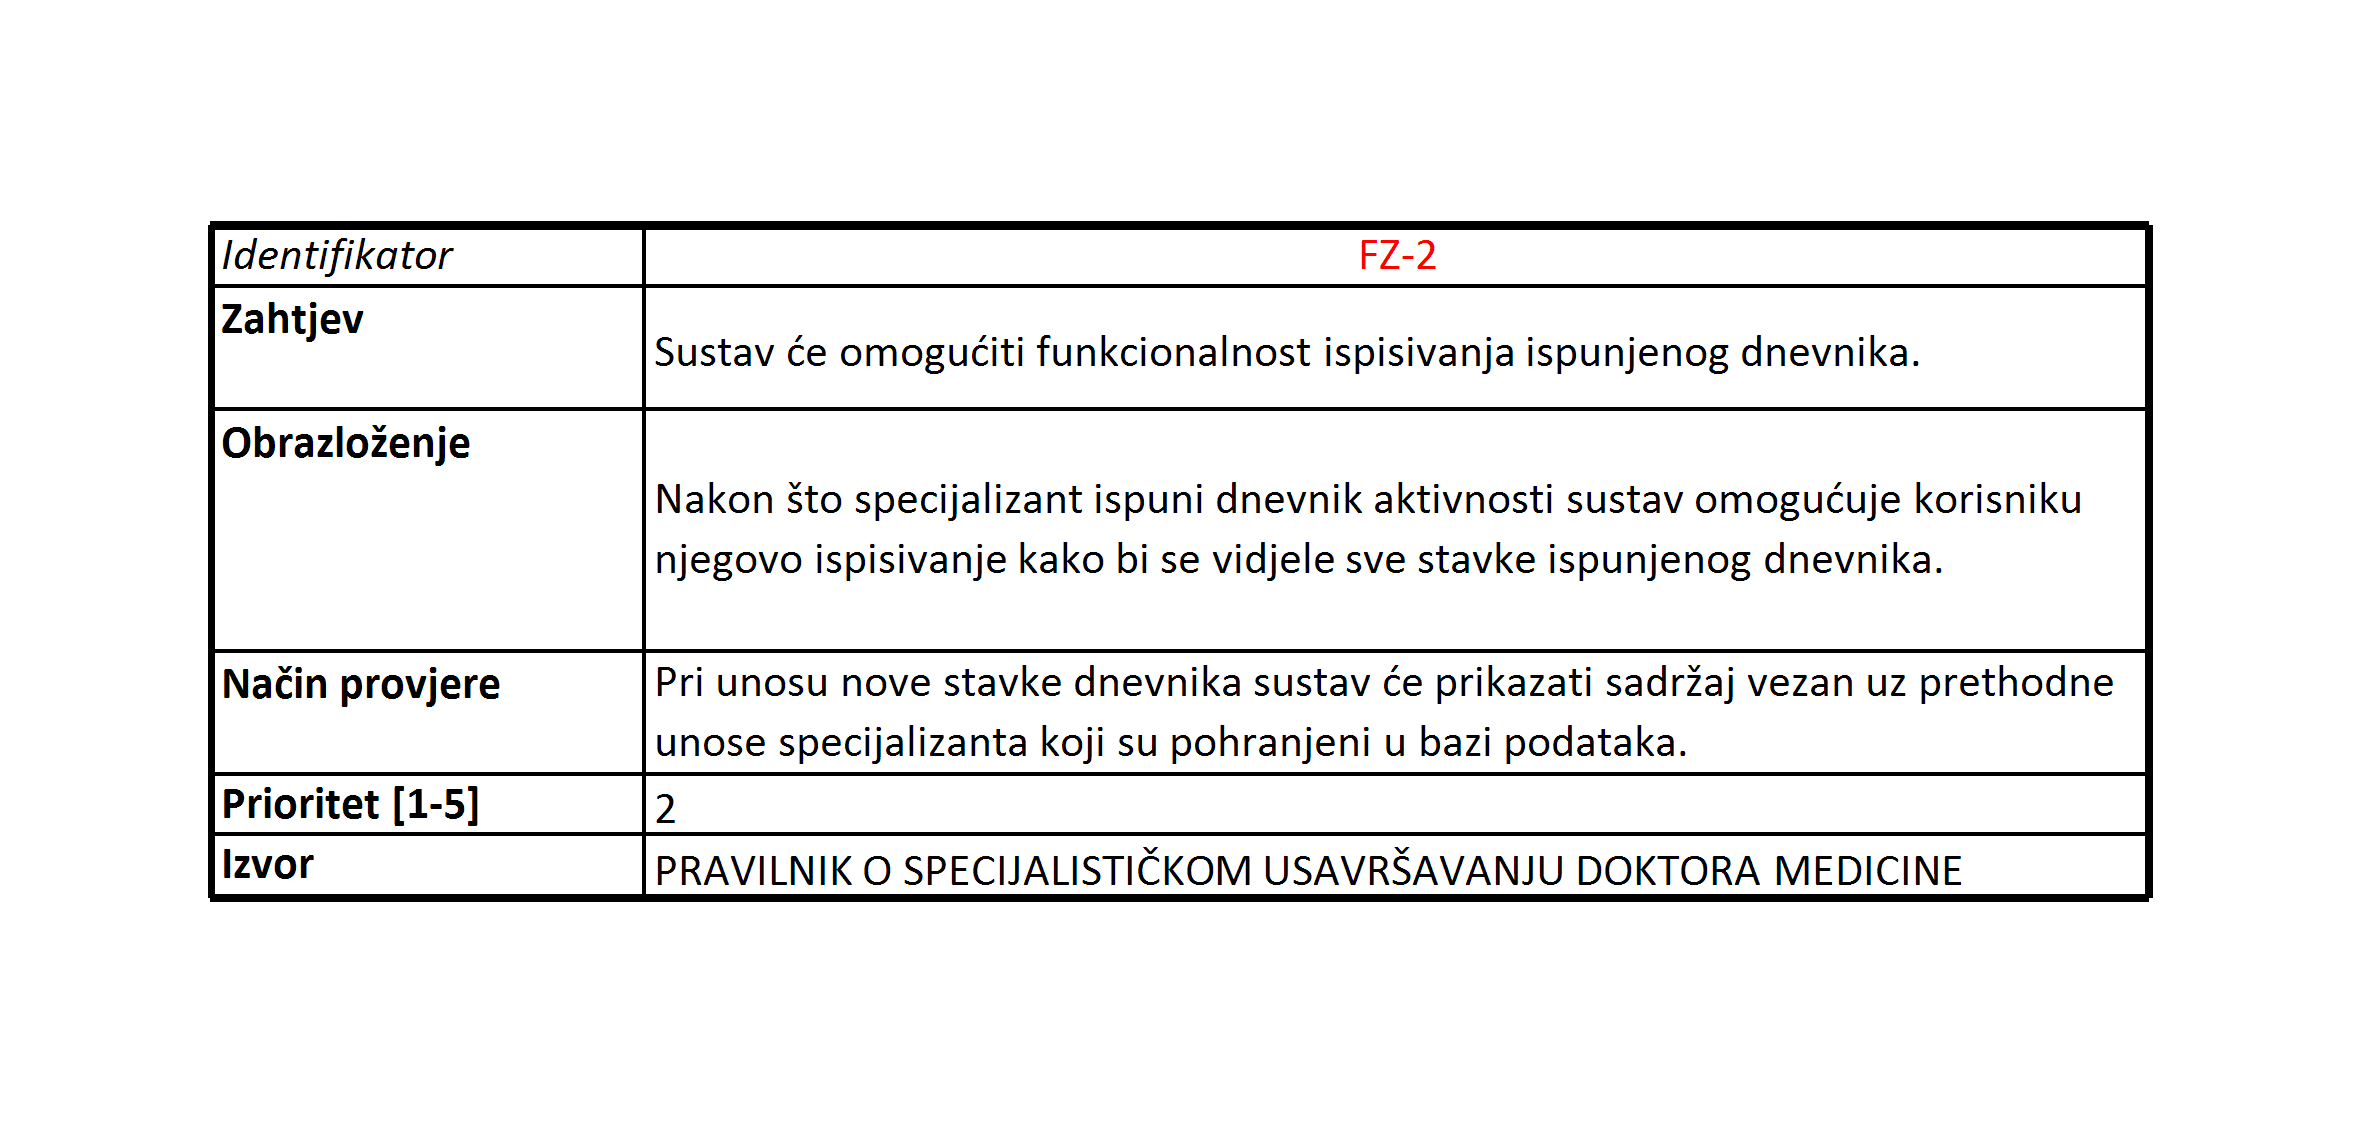 Identifikator
FZ-2
Zahtjev
Sustav će omogućiti funkcionalnost ispisivanja ispunjenog dnevnika.
Obrazloženje
Nakon što specijalizant ispuni dnevnik aktivnosti sustav omogućuje korisniku
njegovo ispisivanje kako bi se vidjele sve stavke ispunjenog dnevnika.
Način provjere
Pri unosu nove stavke dnevnika sustav će prikazati sadržaj vezan uz prethodne
unose specijalizanta koji su pohranjeni u bazi podataka.
Prioritet [1-5]
2
Izvor
PRAVILNIK O SPECIJALISTIČKOM USAVRŠAVANJU DOKTORA MEDICINE